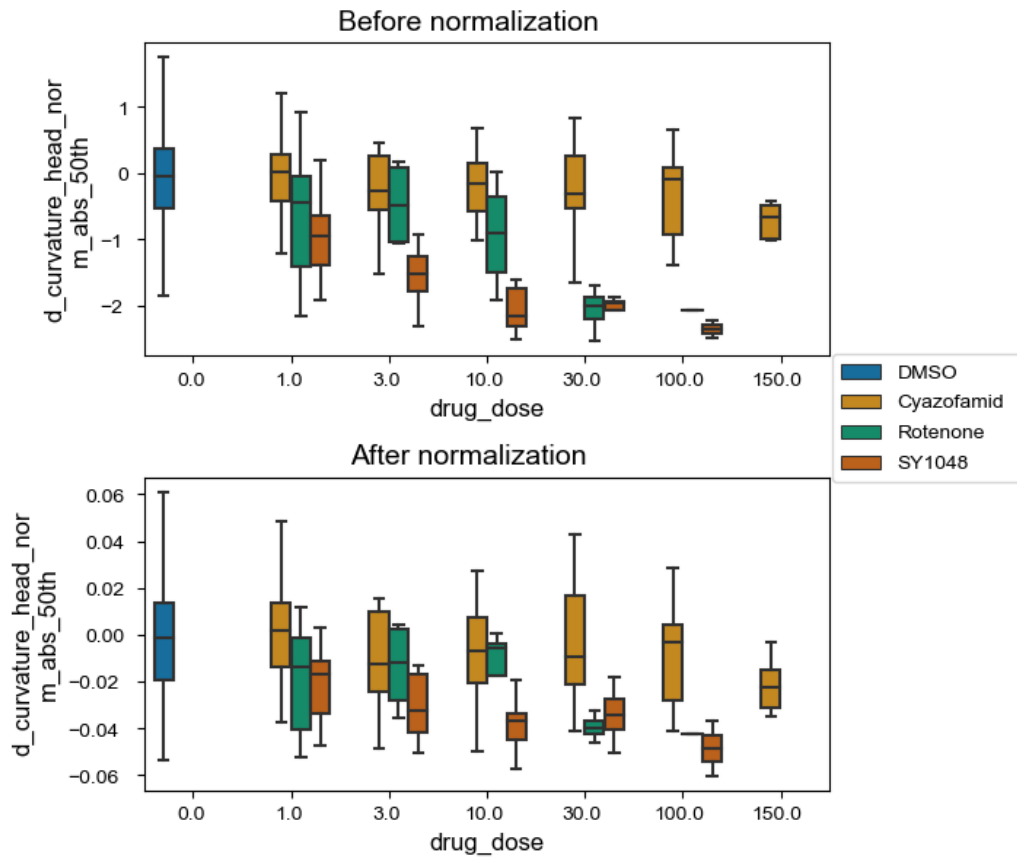 Before normalization
d_curvature_head_nor
m_abs_50th
1
0
−1
−2
0.0 1.0 3.0 10.0 30.0 100.0 150.0
drug_dose
DMSO
Cyazofamid
Rotenone
SY1048
After normalization
d_curvature_head_nor
m_abs_50th
0.06
0.04
0.02
0.00
−0.02
−0.04
−0.06
0.0 1.0 3.0 10.0 30.0 100.0 150.0
drug_dose